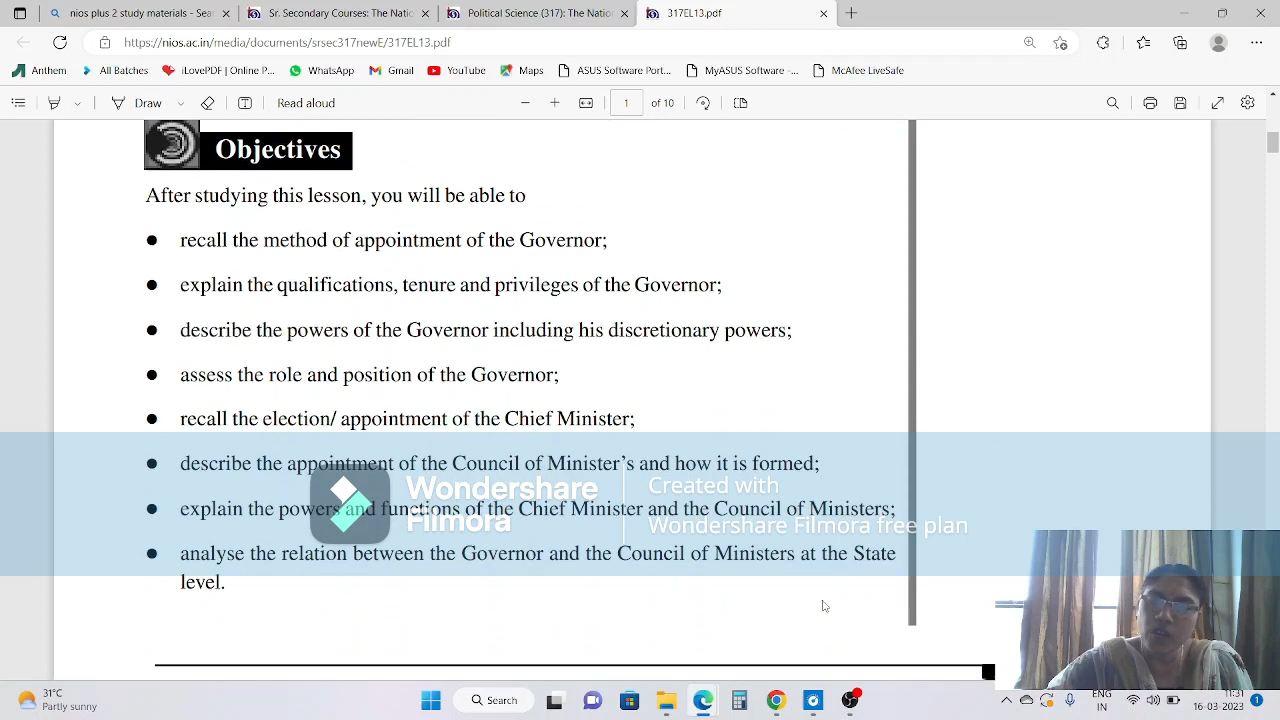 nios plus 2 study materials - Sear
Sr. Secondary Courses: The Natio
Political Science (317): The Nation
317EL13.pdf
https://nios.ac.in/media/documents/srsec317newE/317EL13.pdf
Anthem
All Batches
iLovePDF | Online P...
WhatsApp
Gmail
YouTube
Maps
ASUS Software Port...
MyASUS Software -...
McAfee LiveSafe
Draw
Read aloud
1 of 10
Objectives
After studying this lesson, you will be able to
● recall the method of appointment of the Governor;
● explain the qualifications, tenure and privileges of the Governor;
● describe the powers of the Governor including his discretionary powers;
● assess the role and position of the Governor;
● recall the election/ appointment of the Chief Minister;
● describe the appointment of the Council of Minister's and how it is formed;
● explain the powers and functions of the Chief Minister and the Council of Ministers;
● analyse the relation between the Governor and the Council of Ministers at the State
level.
Wondershare
Filmora
Created with
Wondershare Filmora free plan
31°C
Partly sunny
Search
ENG
IN
11:31
16-03-2023
1